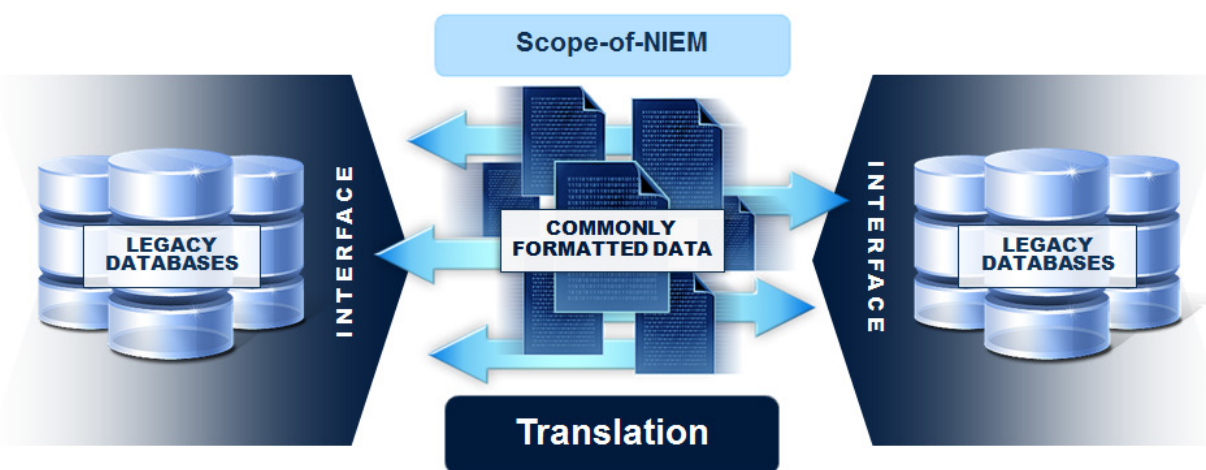 Scope-of-NIEM
LEGACY
DATABASES
INTERFACE
COMMONLY
FORMATTED DATA
INTERFACE
LEGACY
DATABASES
Translation